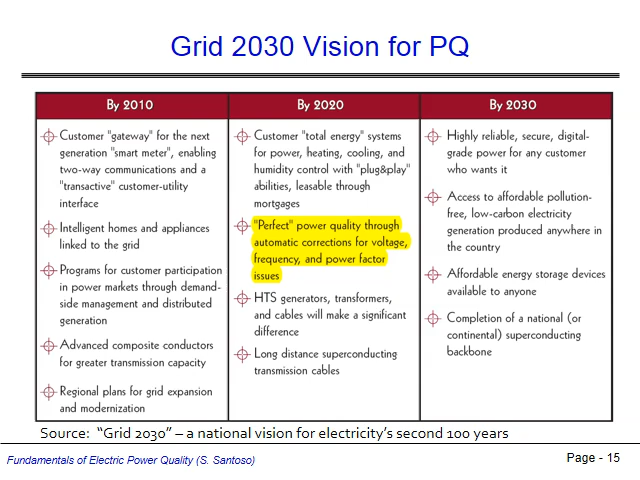 Grid 2030 Vision for PQ
By 2010
Customer "gateway" for the next
generation "smart meter", enabling
two-way communications and a
"transactive" customer-utility
interface
Intelligent homes and appliances
linked to the grid
Programs for customer participation
in power markets through demand-
side management and distributed
generation
Advanced composite conductors
for greater transmission capacity
Regional plans for grid expansion
and modernization
By 2020
Customer "total energy" systems
for power, heating, cooling, and
humidity control with "plug&play"
abilities, leasable through
mortgages
"Perfect" power quality through
automatic corrections for voltage,
frequency, and power factor
issues
HTS generators, transformers,
and cables will make a significant
difference
Long distance superconducting
transmission cables
By 2030
Highly reliable, secure, digital-
grade power for any customer
who wants it
Access to affordable pollution-
free, low-carbon electricity
generation produced anywhere in
the country
Affordable energy storage devices
available to anyone
Completion of a national (or
continental) superconducting
backbone
Source: “Grid 2030” – a national vision for electricity’s second 100 years
Fundamentals of Electric Power Quality (S. Santoso)
Page - 15